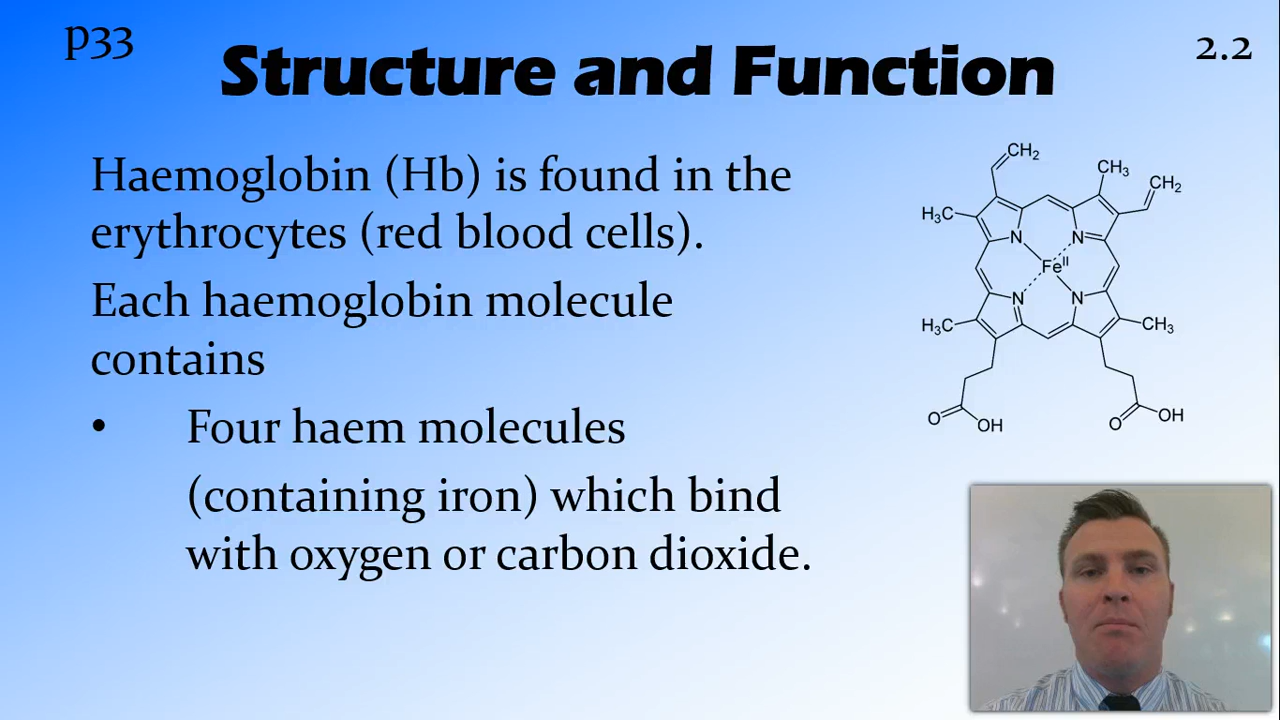 p33
Structure and Function
2.2
Haemoglobin (Hb) is found in the
erythrocytes (red blood cells).
Each haemoglobin molecule
contains
• Four haem molecules
(containing iron) which bind
with oxygen or carbon dioxide.
CH₂
CH₃
CH₂
H₃C
N
N
Feᴵᴵ
N
N
H₃C
CH₃
O
OH
O
OH